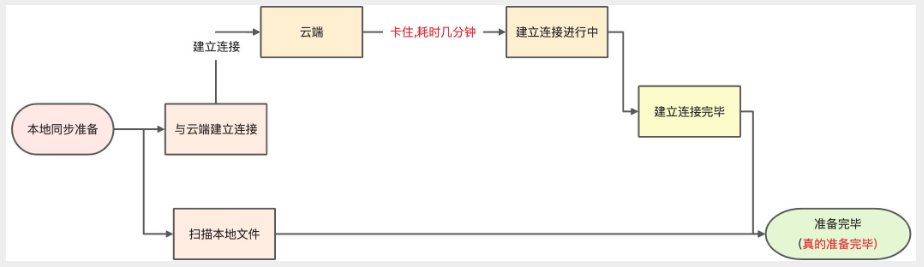 云端
卡住,耗时几分钟
建立连接进行中
建立连接
建立连接完毕
本地同步准备
与云端建立连接
扫描本地文件
准备完毕
(真的准备完毕)